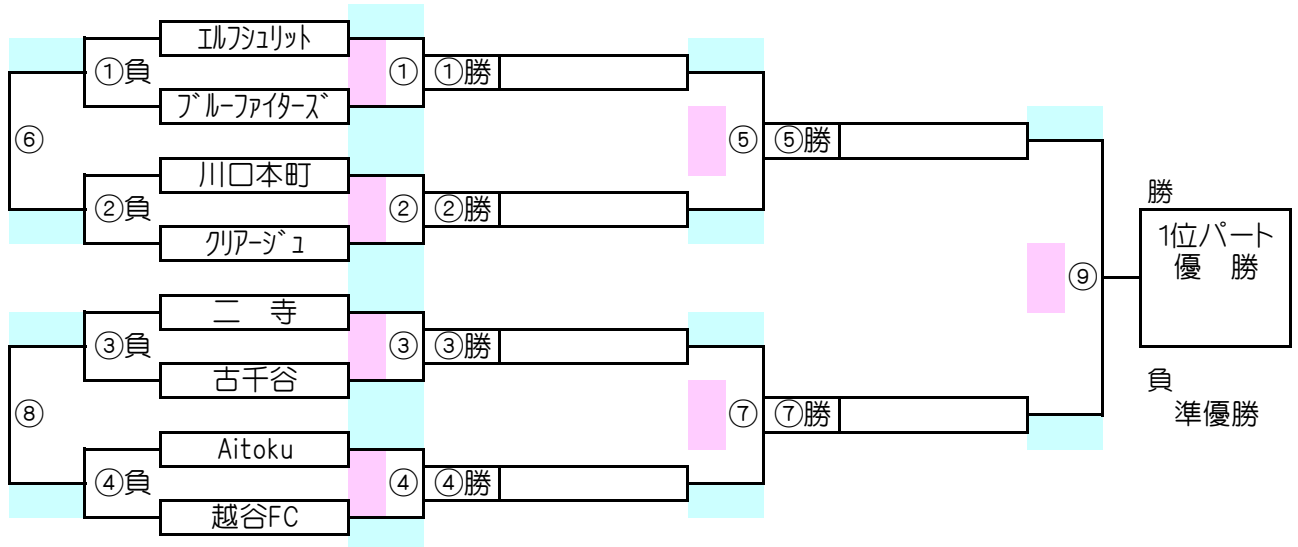 エルフシュリット
①負
①
①勝
ブルーファイターズ
⑥
⑤
⑤勝
川口本町
②負
②
②勝
クリアージュ
勝
1位パート
優　勝
⑨
二　寺
③負
③
③勝
古千谷
負
準優勝
⑧
⑦
⑦勝
Aitoku
④負
④
④勝
越谷FC